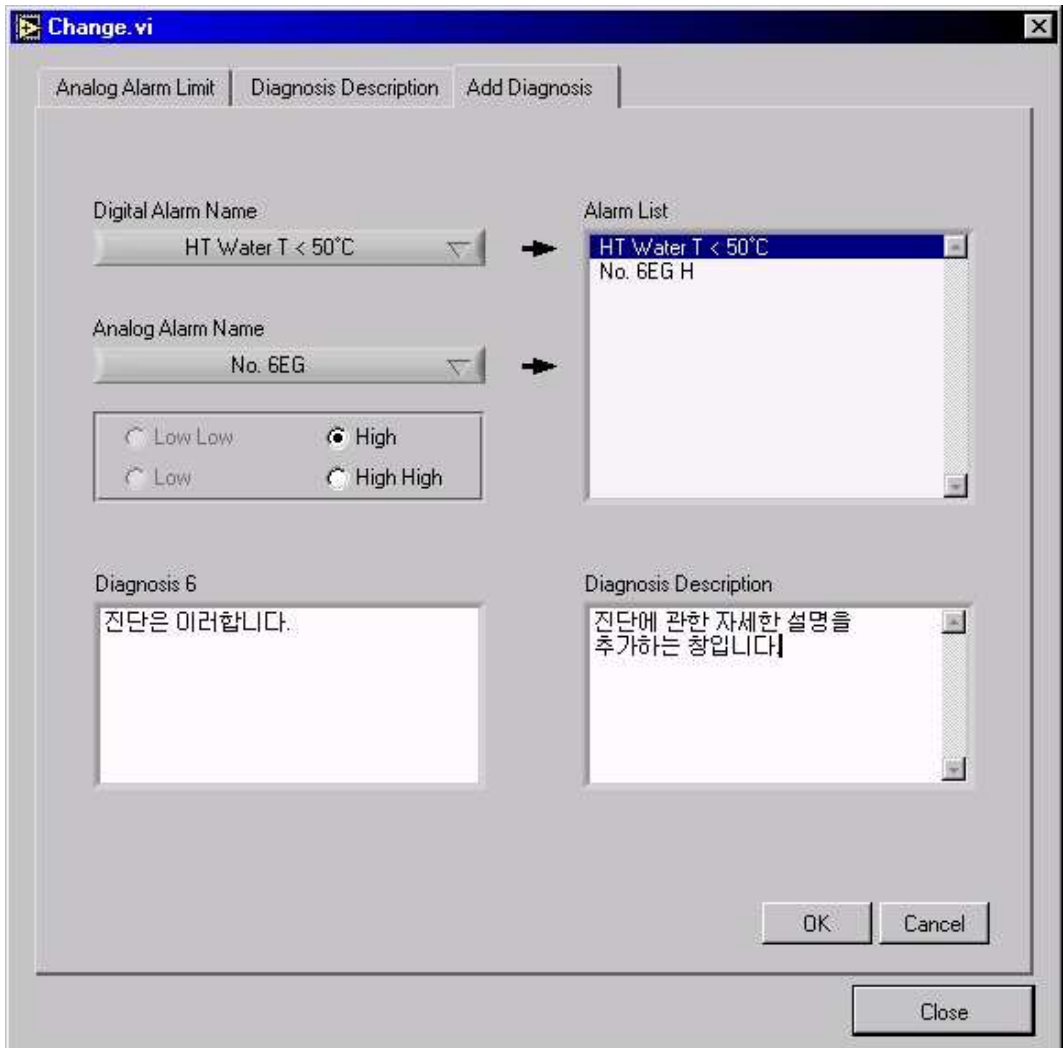 Change.vi
Analog Alarm Limit
Diagnosis Description
Add Diagnosis
Digital Alarm Name
HT Water T < 50°C
Analog Alarm Name
No. 6EG
Low Low
High
Low
High High
Alarm List
HT Water T < 50°C
No. 6EG H
Diagnosis 6
진단은 이러합니다.
Diagnosis Description
진단에 관한 자세한 설명을
추가하는 창입니다.
OK
Cancel
Close